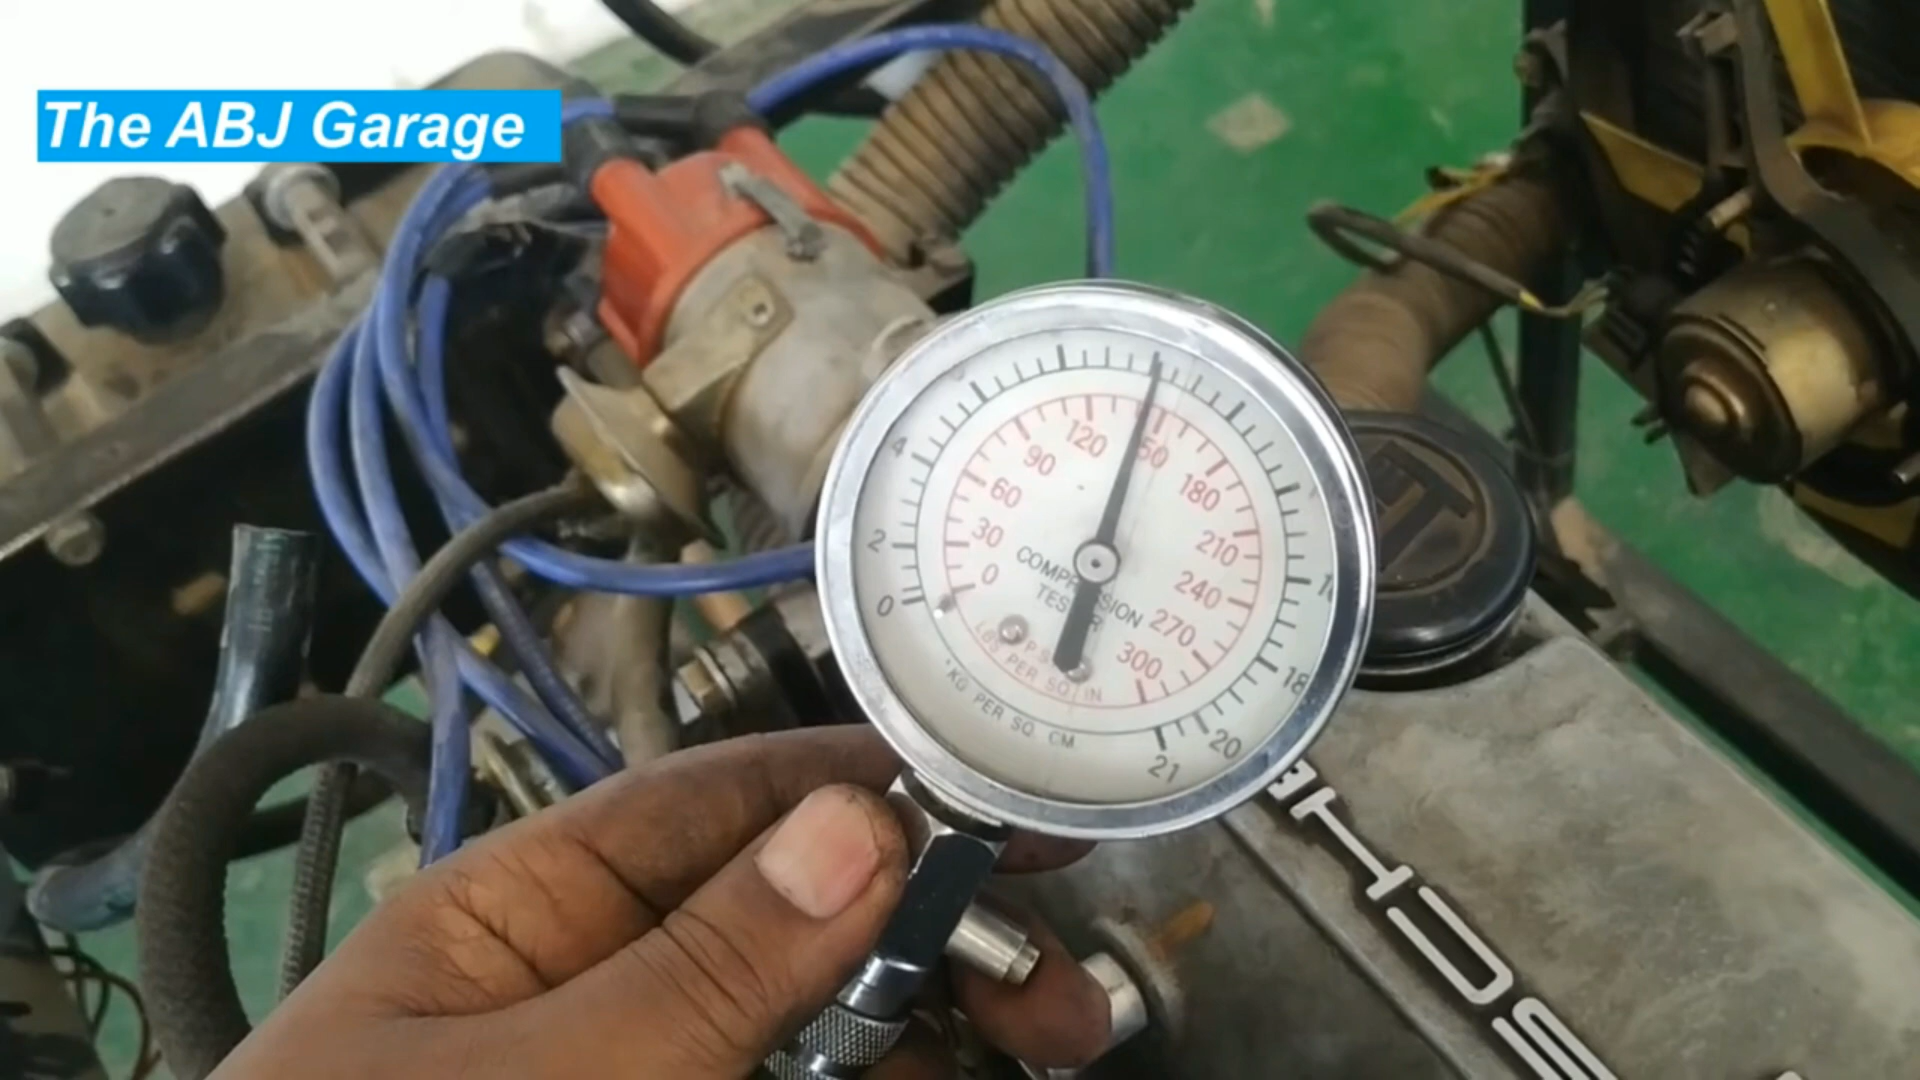 The ABJ Garage
4
2
0
18
20
21
0
30
60
90
120
180
210
240
270
300
COMPRESSION
TESTER
LBS PER SQ IN
KG PER SQ. CM
HDS